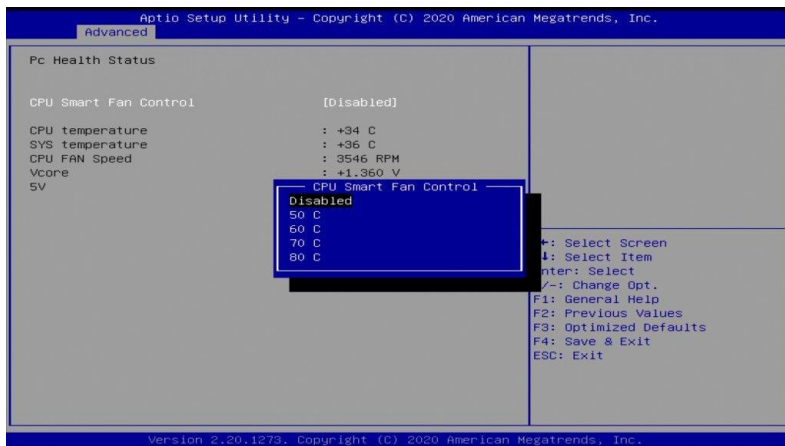 Aptio Setup Utility – Copyright (C) 2020 American Megatrends, Inc.
Advanced
Pc Health Status
CPU Smart Fan Control [Disabled]
CPU temperature : +34 C
SYS temperature : +36 C
CPU FAN Speed : 3546 RPM
Vcore : +1.360 V
5V
CPU Smart Fan Control
Disabled
50 C
60 C
70 C
80 C
: Select Screen
: Select Item
nter: Select
/-: Change Opt.
F1: General Help
F2: Previous Values
F3: Optimized Defaults
F4: Save & Exit
ESC: Exit
Version 2.20.1273. Copyright (C) 2020 American Megatrends, Inc.